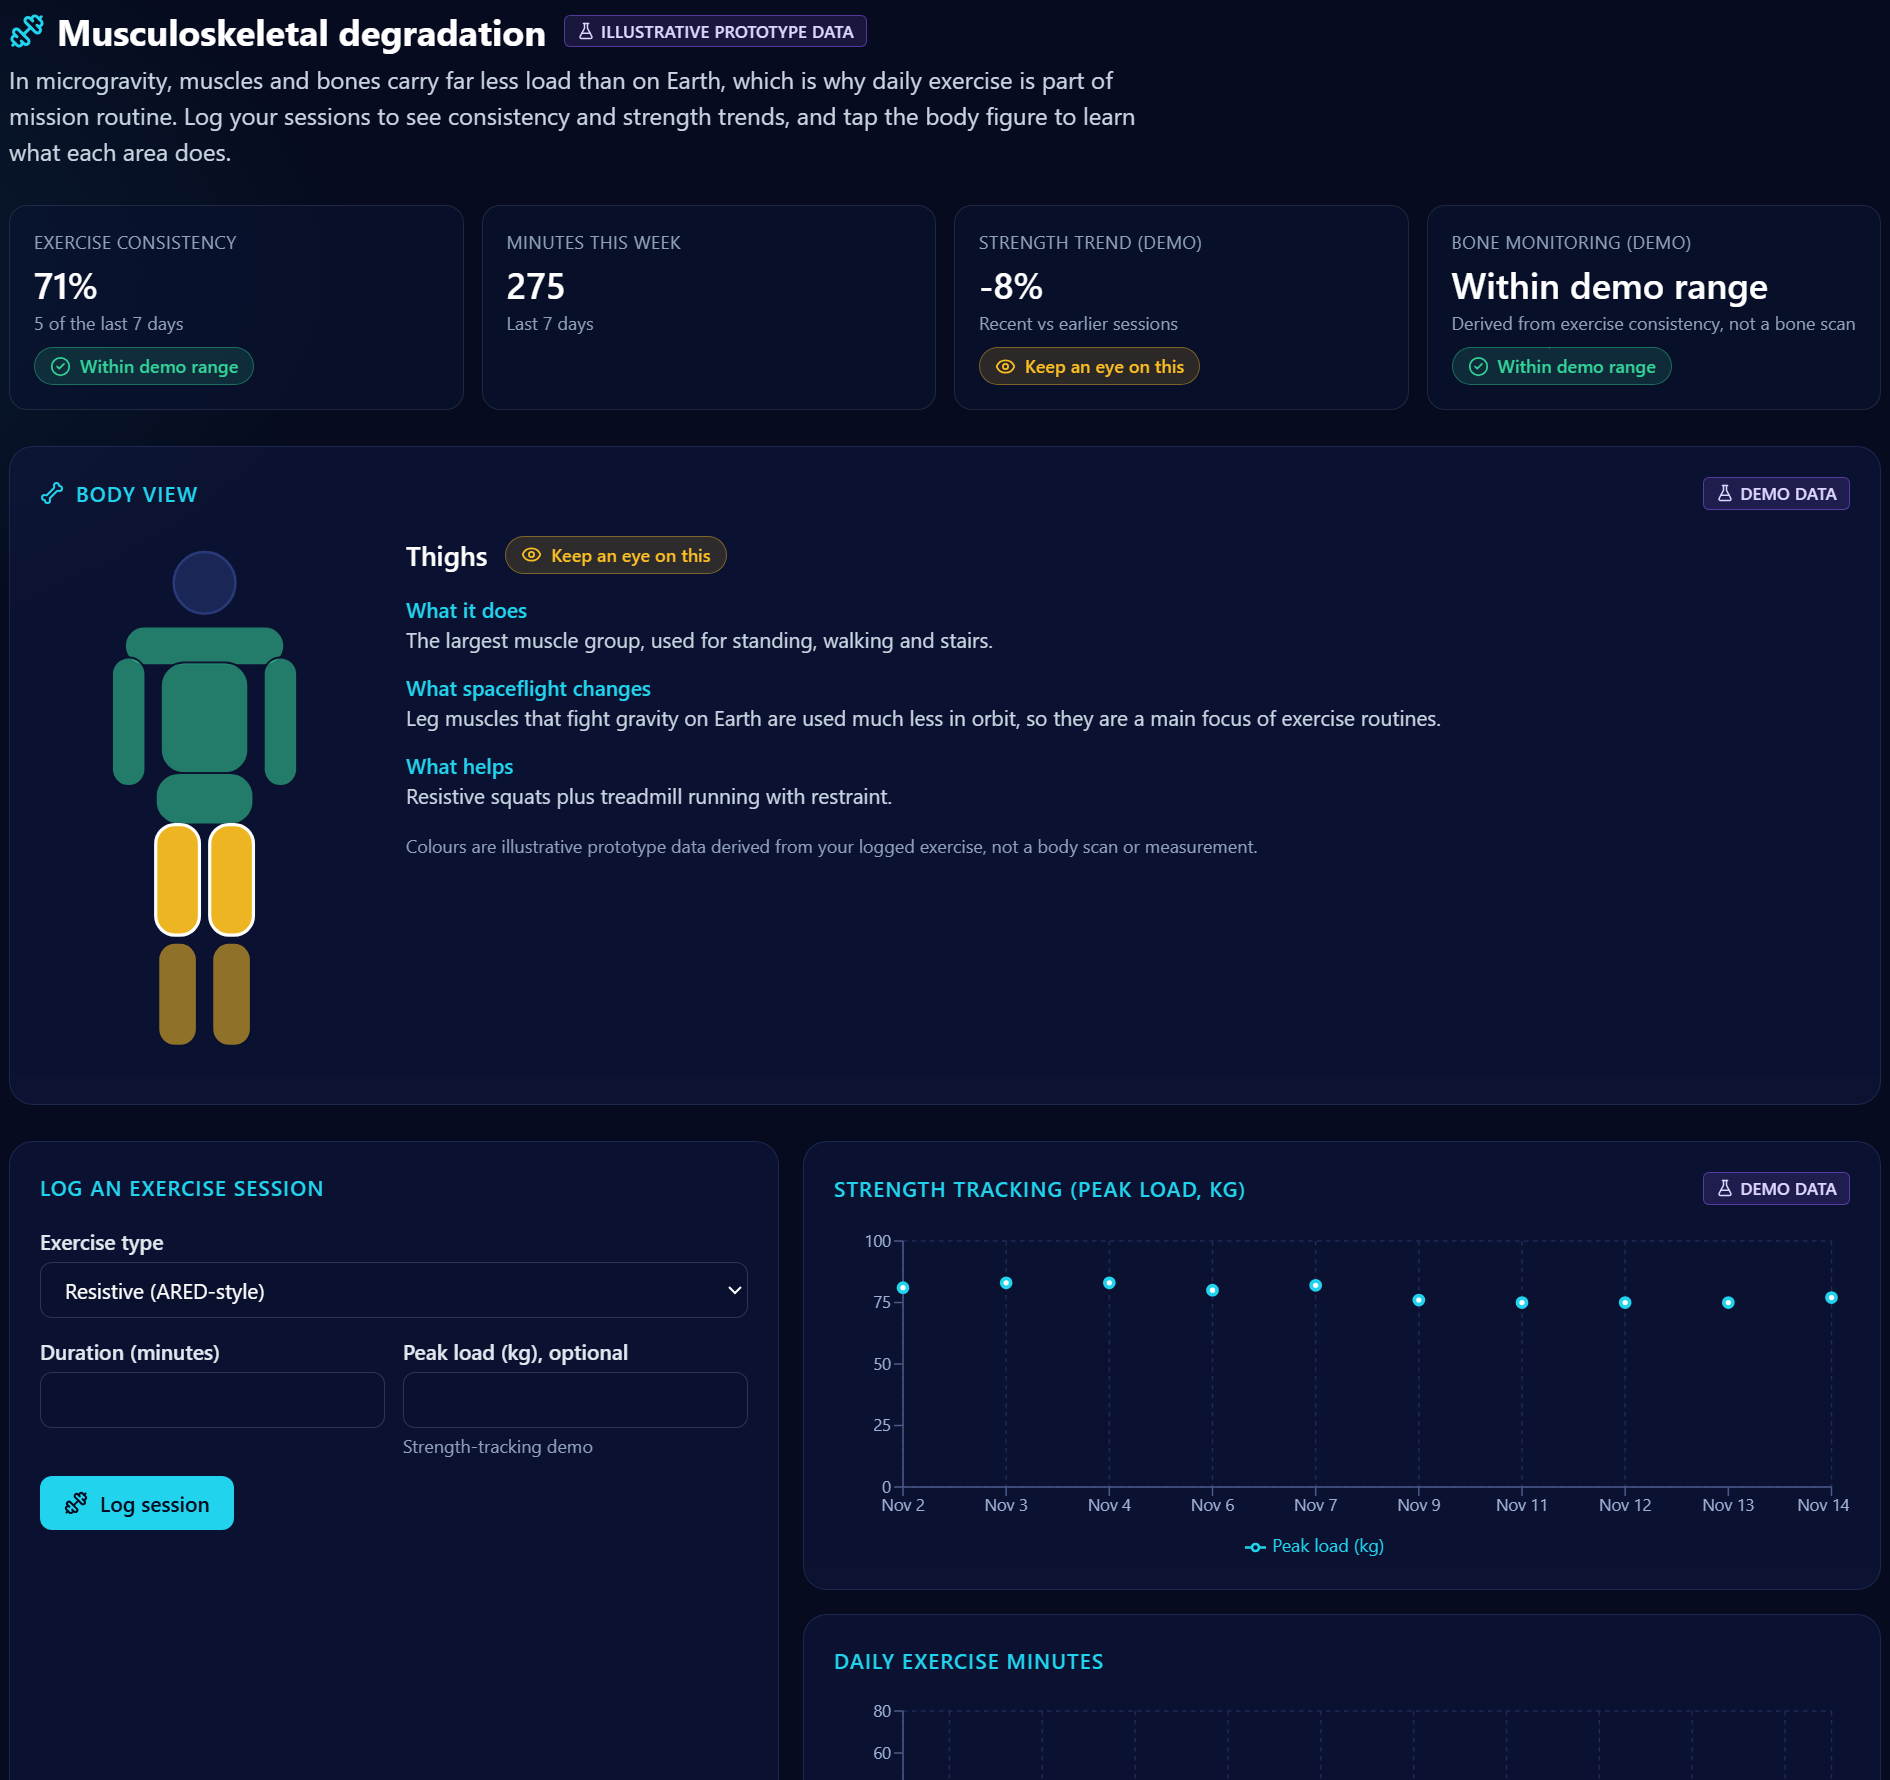 Musculoskeletal degradation
ILLUSTRATIVE PROTOTYPE DATA
In microgravity, muscles and bones carry far less load than on Earth, which is why daily exercise is part of
mission routine. Log your sessions to see consistency and strength trends, and tap the body figure to learn
what each area does.
EXERCISE CONSISTENCY
71%
5 of the last 7 days
Within demo range
MINUTES THIS WEEK
275
Last 7 days
STRENGTH TREND (DEMO)
-8%
Recent vs earlier sessions
Keep an eye on this
BONE MONITORING (DEMO)
Within demo range
Derived from exercise consistency, not a bone scan
Within demo range
BODY VIEW
DEMO DATA
Thighs
Keep an eye on this
What it does
The largest muscle group, used for standing, walking and stairs.
What spaceflight changes
Leg muscles that fight gravity on Earth are used much less in orbit, so they are a main focus of exercise routines.
What helps
Resistive squats plus treadmill running with restraint.
Colours are illustrative prototype data derived from your logged exercise, not a body scan or measurement.
LOG AN EXERCISE SESSION
Exercise type
Resistive (ARED-style)
Duration (minutes)
Peak load (kg), optional
Strength-tracking demo
Log session
STRENGTH TRACKING (PEAK LOAD, KG)
DEMO DATA
100
75
50
25
0
Nov 2 Nov 3 Nov 4 Nov 6 Nov 7 Nov 9 Nov 11 Nov 12 Nov 13 Nov 14
Peak load (kg)
DAILY EXERCISE MINUTES
80
60